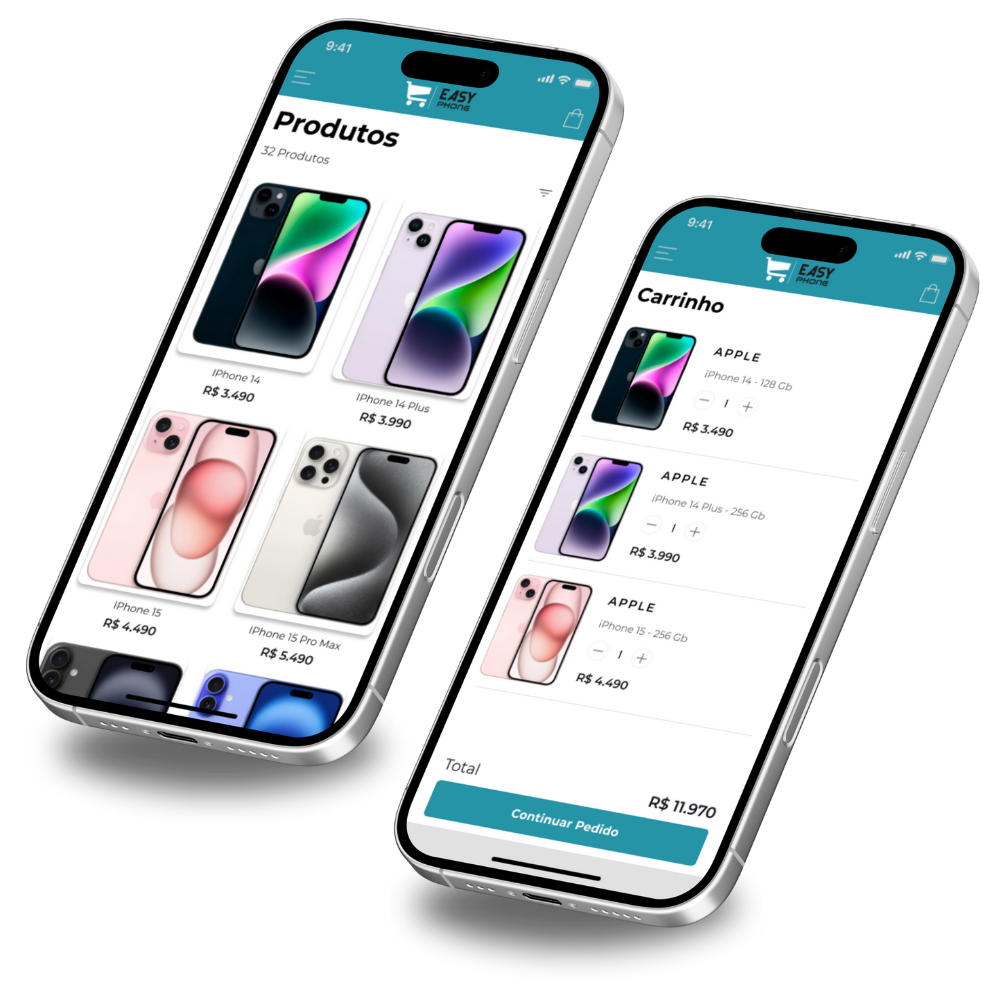 9:41
EASY
PHONE
Produtos
32 Produtos
IPhone 14
R$ 3.490
IPhone 14 Plus
R$ 3.990
IPhone 15
R$ 4.490
IPhone 15 Pro Max
R$ 5.490
9:41
EASY
PHONE
Carrinho
APPLE
iPhone 14 - 128 Gb
− 1 +
R$ 3.490
APPLE
iPhone 14 Plus - 256 Gb
− 1 +
R$ 3.990
APPLE
iPhone 15 - 256 Gb
− 1 +
R$ 4.490
Total
R$ 11.970
Continuar Pedido